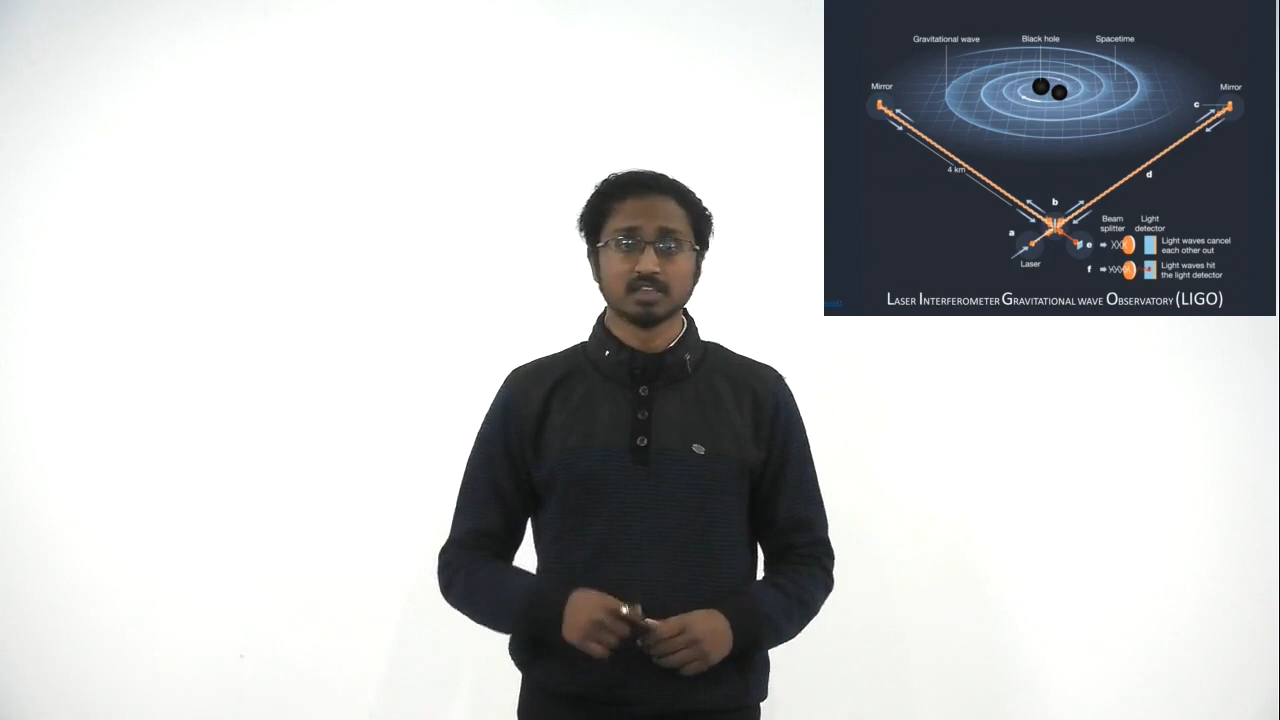 Gravitational wave
Black hole
Spacetime
Mirror
Mirror
c
4 km
d
b
a
Beam
splitter
Light
detector
e
Light waves cancel
each other out
Laser
f
Light waves hit
the light detector
LASER INTERFEROMETER GRAVITATIONAL WAVE OBSERVATORY (LIGO)